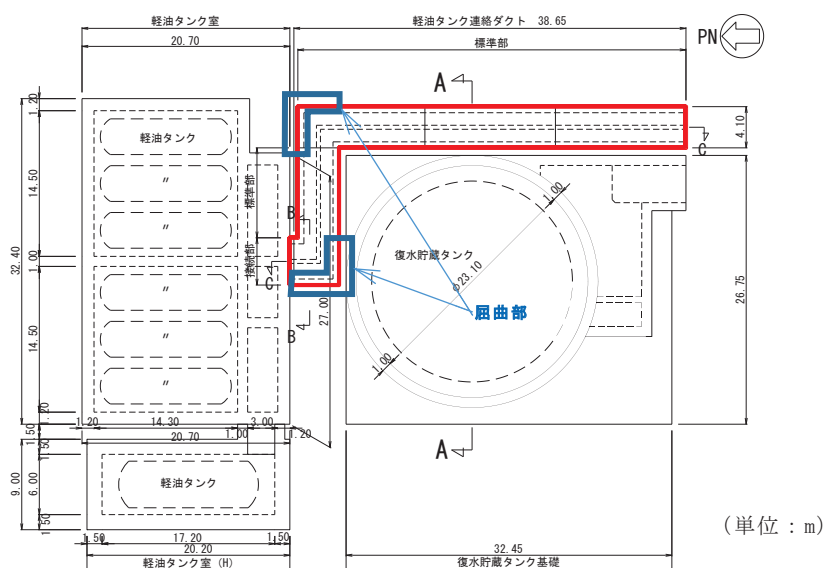 軽油タンク室
20.70
軽油タンク連絡ダクト 38.65
標準部
PN
A
1.20
14.50
1.00
14.50
1.20
32.40
軽油タンク
〃
〃
〃
〃
〃
標準部
接続部
B
B
C
C
4.10
1.00
復水貯蔵タンク
φ23.10
1.00
屈曲部
27.00
26.75
1.20
14.30
1.00
3.00
1.20
20.70
1.50
1.50
6.00
1.50
9.00
軽油タンク
1.50
17.20
1.50
20.20
軽油タンク室(H)
A
32.45
復水貯蔵タンク基礎
(単位:m)